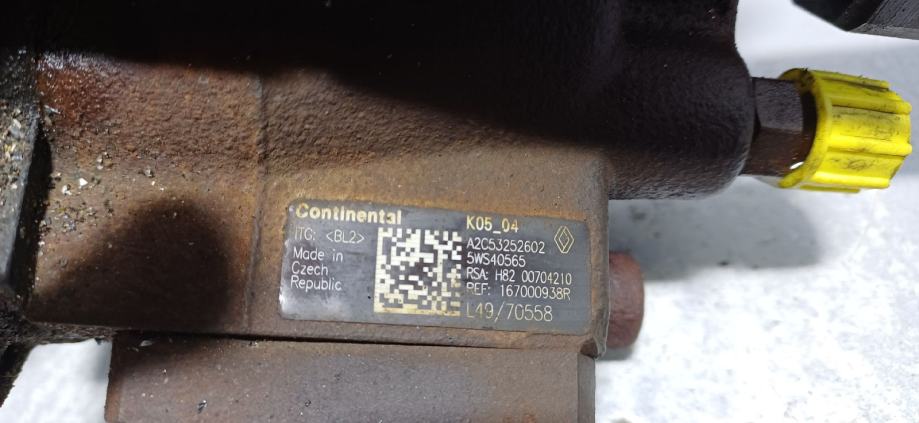 Continental
ITG: <BL2>
Made in
Czech
Republic
K05_04
A2C53252602
5WS40565
RSA: H82 00704210
REF: 167000938R
L49/70558